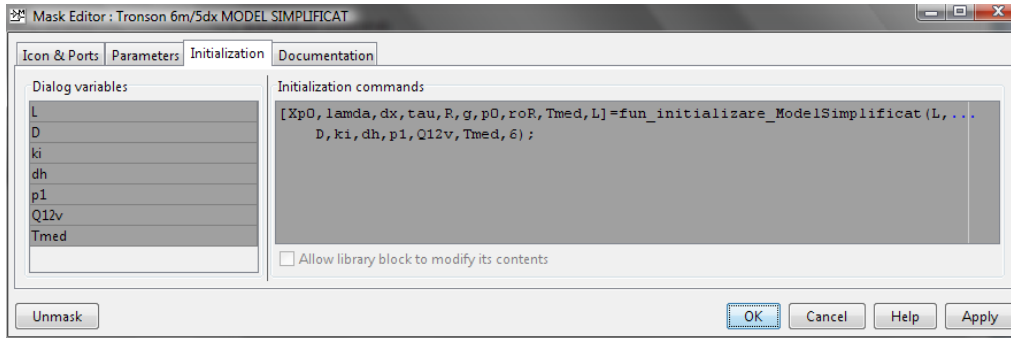 Mask Editor : Tronson 6m/5dx MODEL SIMPLIFICAT
Icon & Ports Parameters Initialization Documentation
Dialog variables
L
D
ki
dh
p1
Q12v
Tmed
Initialization commands
[Xp0,lamda,dx,tau,R,g,p0,roR,Tmed,L]=fun_initializare_ModelSimplificat(L,...
D,ki,dh,p1,Q12v,Tmed,6);
Allow library block to modify its contents
Unmask OK Cancel Help Apply